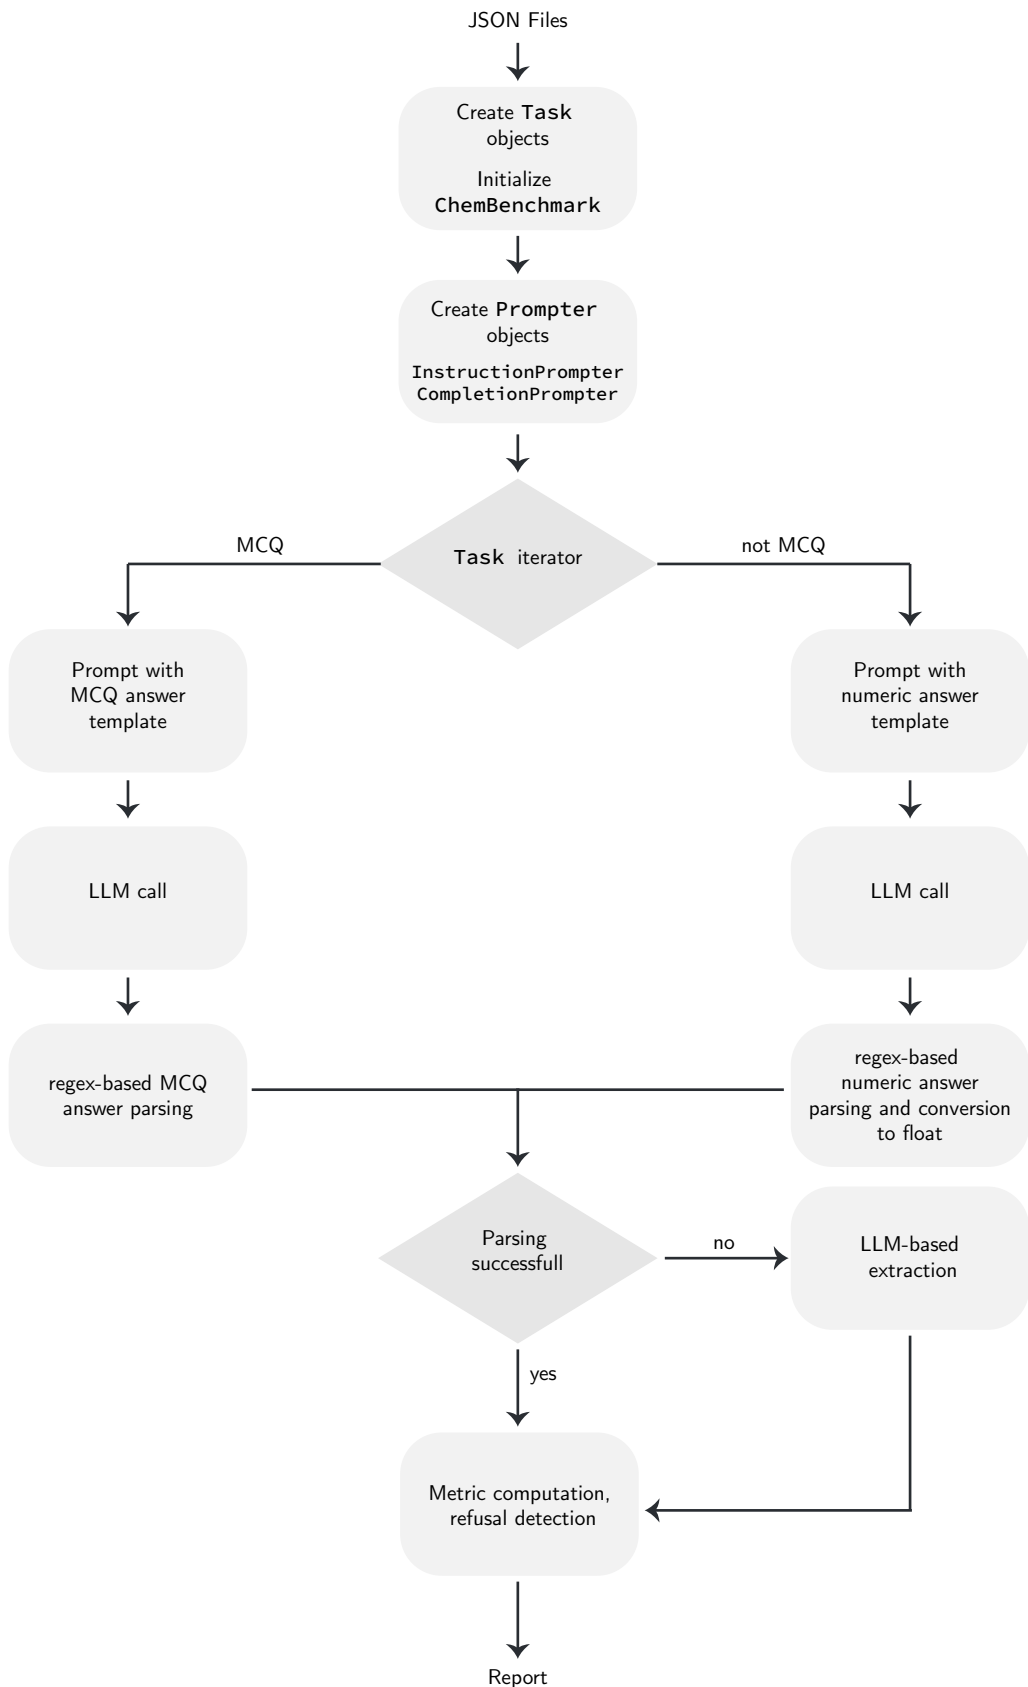 JSON Files
Create Task
objects
Initialize
ChemBenchmark
Create Prompter
objects
InstructionPrompter
CompletionPrompter
MCQ
Task iterator
not MCQ
Prompt with
MCQ answer
template
Prompt with
numeric answer
template
LLM call
LLM call
regex-based MCQ
answer parsing
regex-based
numeric answer
parsing and conversion
to float
Parsing
successfull
no
LLM-based
extraction
yes
Metric computation,
refusal detection
Report